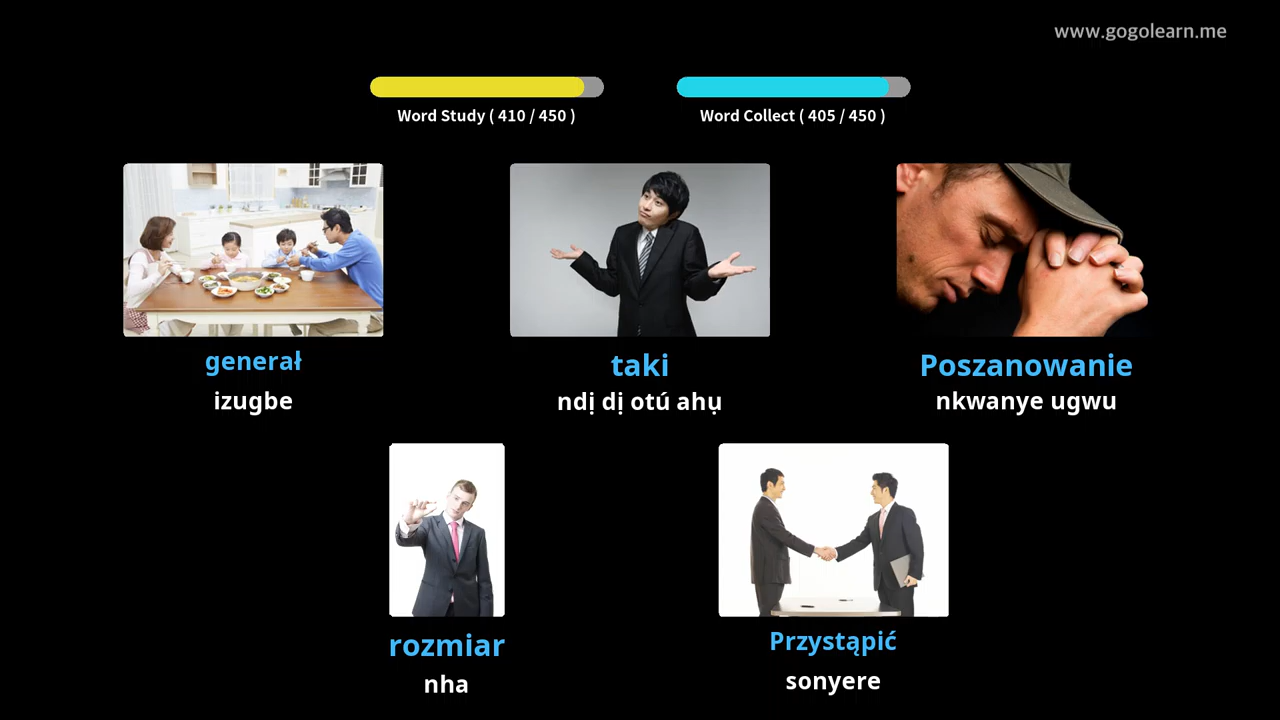 www.gogolearn.me
Word Study ( 410 / 450 )
Word Collect ( 405 / 450 )
generał
taki
Poszanowanie
izugbe
ndị dị otú ahụ
nkwanye ugwu
rozmiar
Przystąpić
nha
sonyere